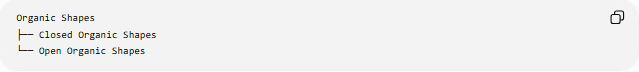 Organic Shapes
├── Closed Organic Shapes
└── Open Organic Shapes